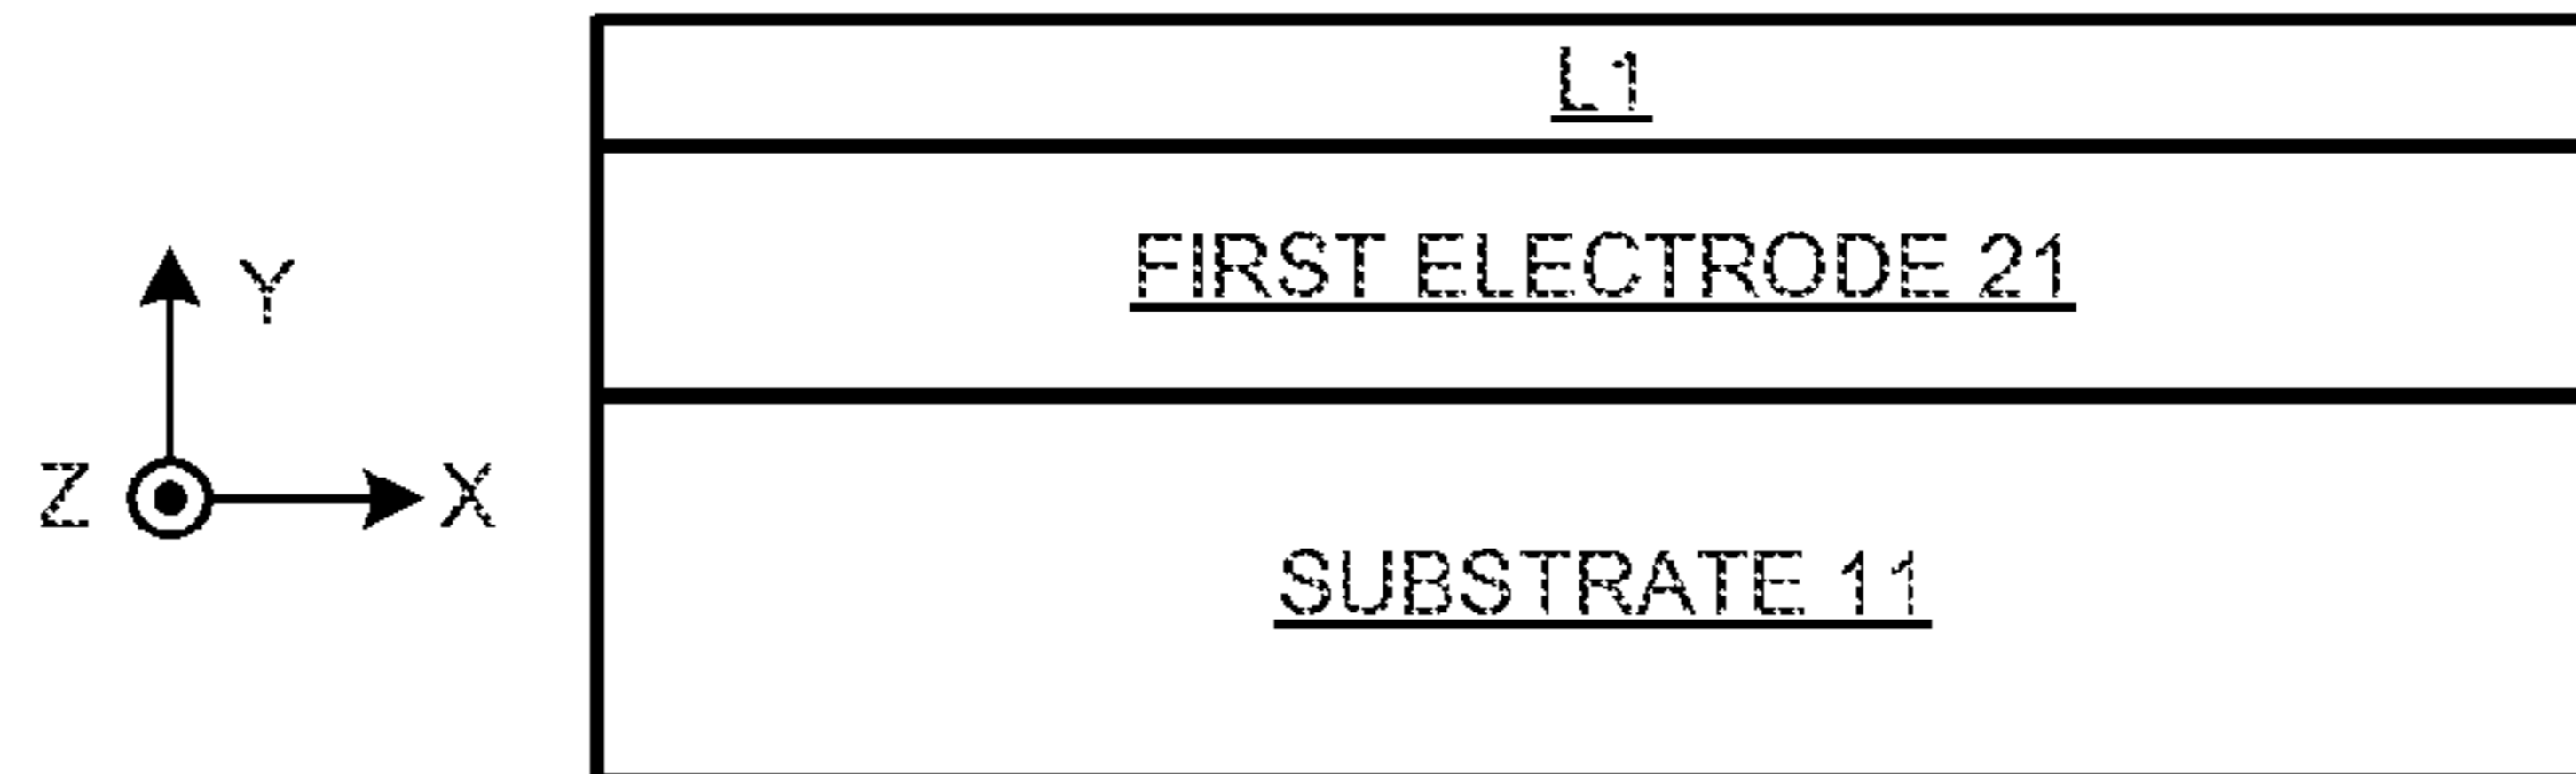 L1
FIRST ELECTRODE 21
Y
Z X
SUBSTRATE 11